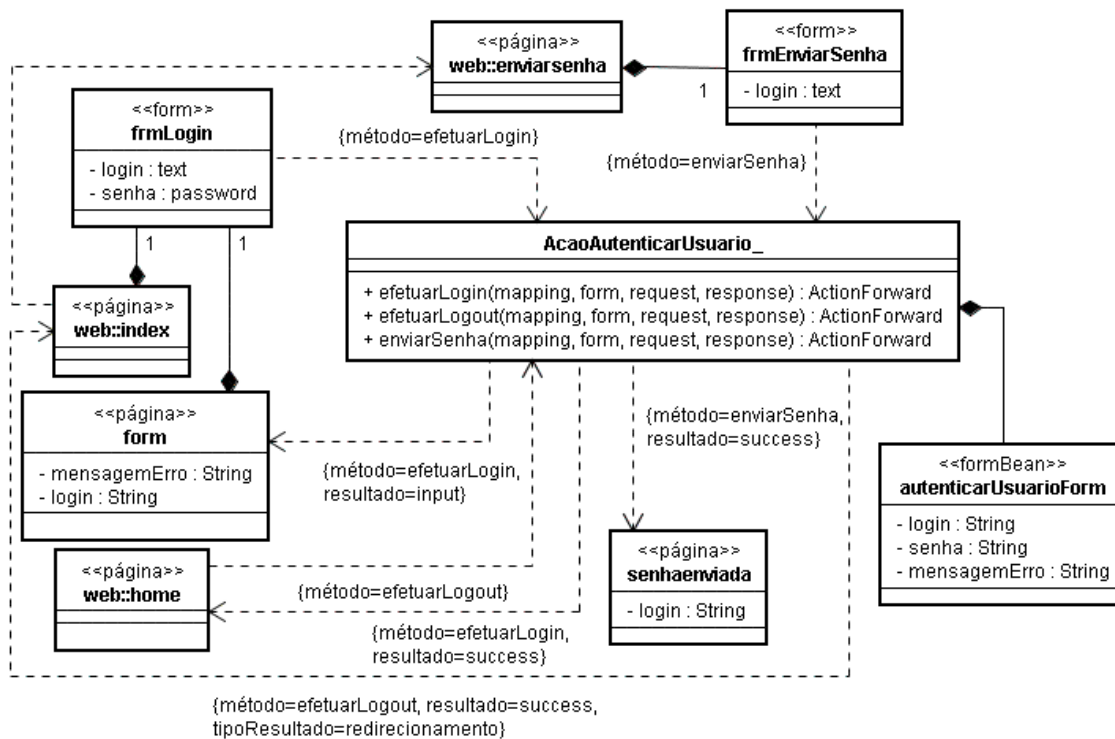 <<página>>
web::enviarsenha
1
<<form>>
frmEnviarSenha
- login : text
<<form>>
frmLogin
- login : text
- senha : password
{método=efetuarLogin}
{método=enviarSenha}
1
1
AcaoAutenticarUsuario_
+ efetuarLogin(mapping, form, request, response) : ActionForward
+ efetuarLogout(mapping, form, request, response) : ActionForward
+ enviarSenha(mapping, form, request, response) : ActionForward
<<página>>
web::index
<<página>>
form
- mensagemErro : String
- login : String
{método=efetuarLogin,
resultado=input}
{método=enviarSenha,
resultado=success}
<<formBean>>
autenticarUsuarioForm
- login : String
- senha : String
- mensagemErro : String
<<página>>
web::home
{método=efetuarLogout}
<<página>>
senhaenviada
- login : String
{método=efetuarLogin,
resultado=success}
{método=efetuarLogout, resultado=success,
tipoResultado=redirecionamento}